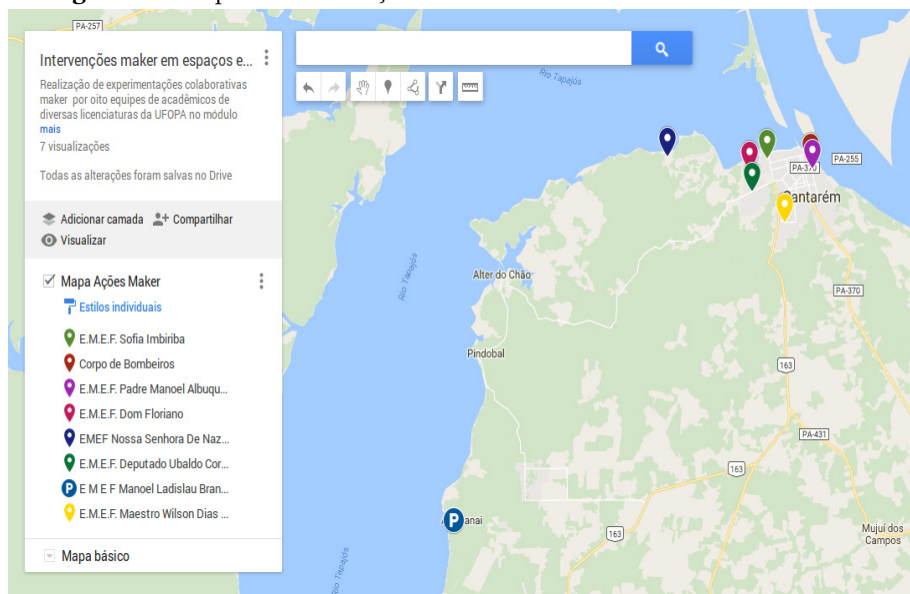 PA-257
Intervenções maker em espaços e...
Realização de experimentações colaborativas
maker por oito equipes de acadêmicos de
diversas licenciaturas da UFOPA no módulo
mais
7 visualizações
Todas as alterações foram salvas no Drive
Adicionar camada
Compartilhar
Visualizar
Mapa Ações Maker
Estilos individuais
E.M.E.F. Sofia Imbiriba
Corpo de Bombeiros
E.M.E.F. Padre Manoel Albuqu...
E.M.E.F. Dom Floriano
EMEF Nossa Senhora De Naz...
E.M.E.F. Deputado Ubaldo Cor...
P
E M E F Manoel Ladislau Bran...
E.M.E.F. Maestro Wilson Dias ...
Mapa básico
Rio Tapajós
PA-255
PA-370
Santarém
Rio Tapajós
Alter do Chão
PA-370
Pindobal
163
PA-431
163
P
anaí
163
Mujuí dos
Campos
Rio Tapajós